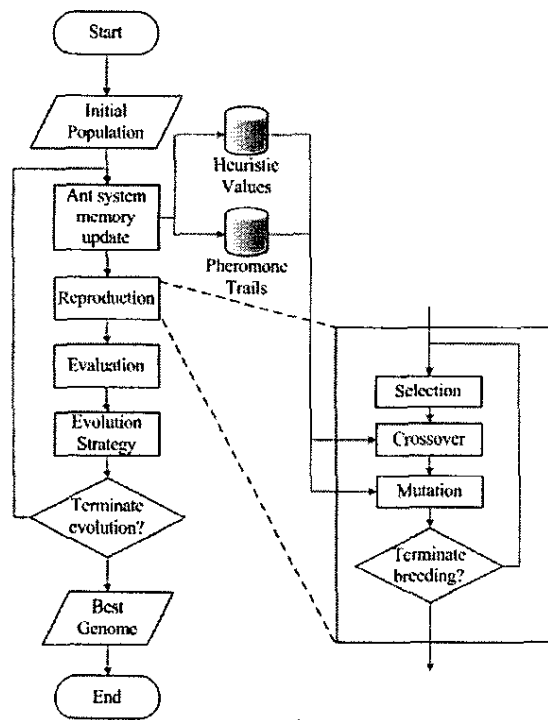 Start
Initial
Population
Ant system
memory
update
Heuristic
Values
Pheromone
Trails
Reproduction
Evaluation
Evolution
Strategy
Terminate
evolution?
Best
Genome
End
Selection
Crossover
Mutation
Terminate
breeding?